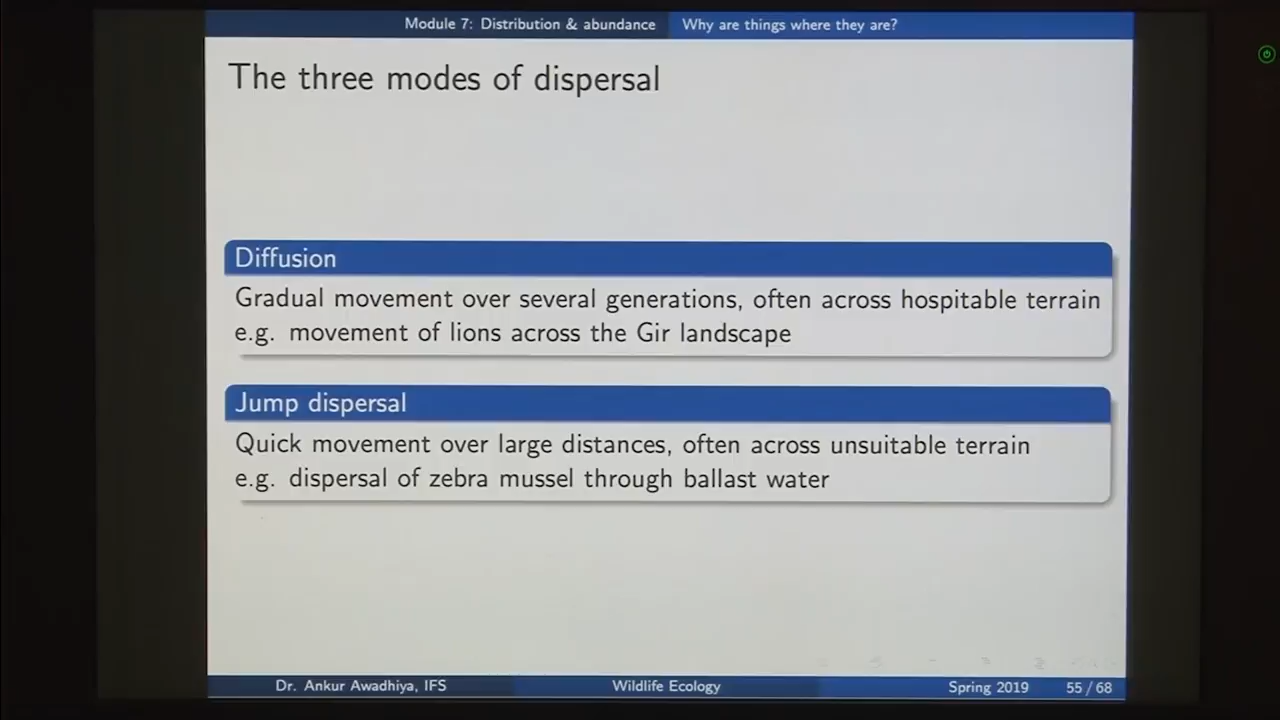 Module 7: Distribution & abundance Why are things where they are?
The three modes of dispersal
Diffusion
Gradual movement over several generations, often across hospitable terrain
e.g. movement of lions across the Gir landscape
Jump dispersal
Quick movement over large distances, often across unsuitable terrain
e.g. dispersal of zebra mussel through ballast water
Dr. Ankur Awadhiya, IFS Wildlife Ecology Spring 2019 55 / 68